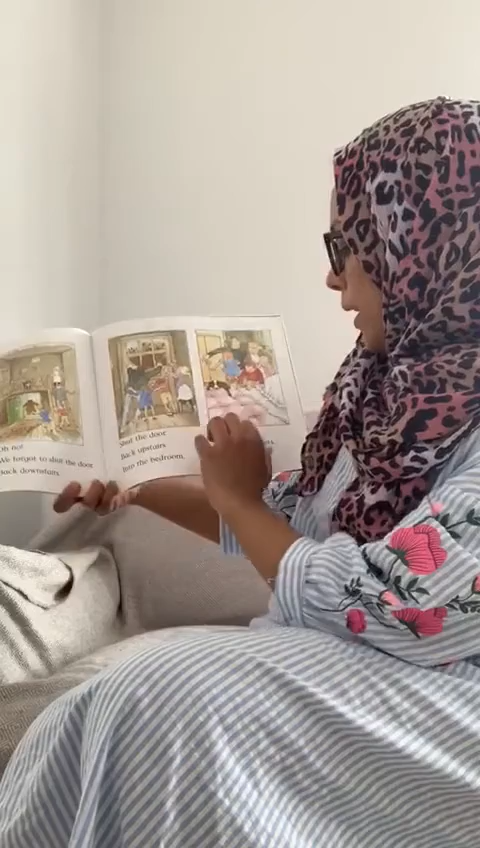 Oh no!
We forgot to shut the door.
Back downstairs.
Shut the door.
Back upstairs.
Into the bedroom.